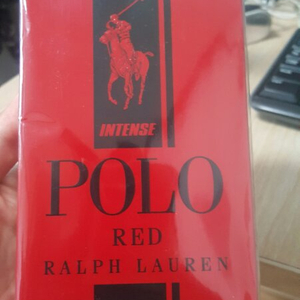 INTENSE
POLO
RED
RALPH LAUREN